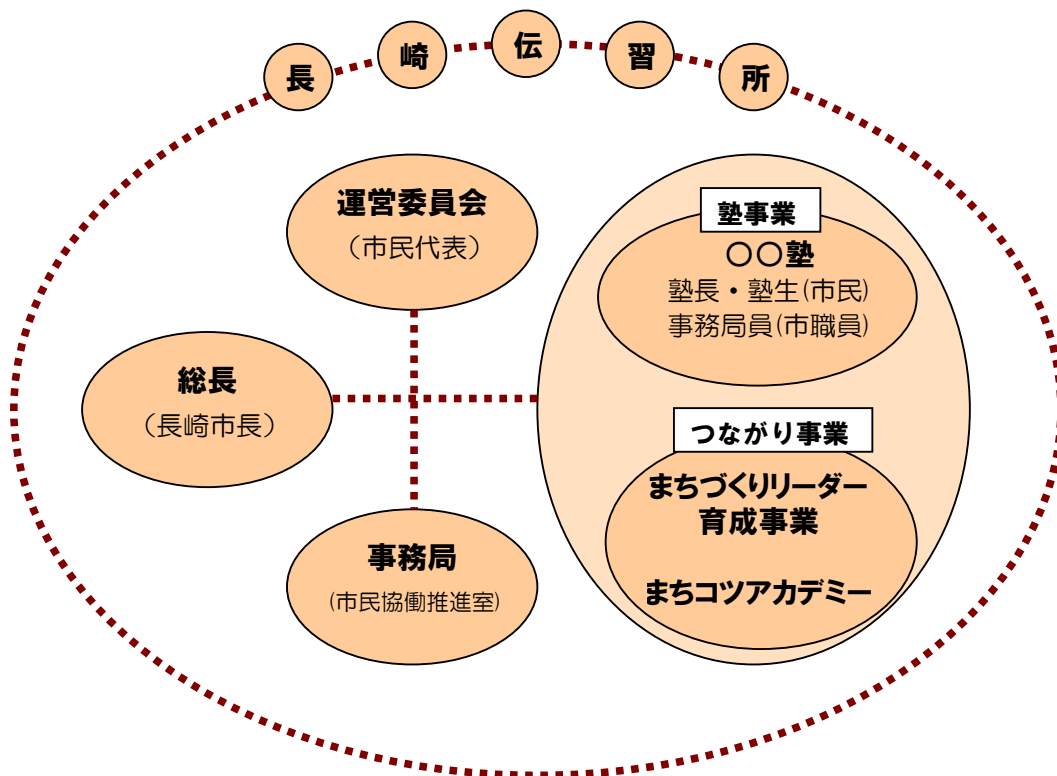 長崎伝習所
運営委員会
（市民代表）
総長
（長崎市長）
事務局
(市民協働推進室)
塾事業
〇〇塾
塾長・塾生(市民)
事務局員(市職員)
つながり事業
まちづくりリーダー
育成事業
まちコツアカデミー